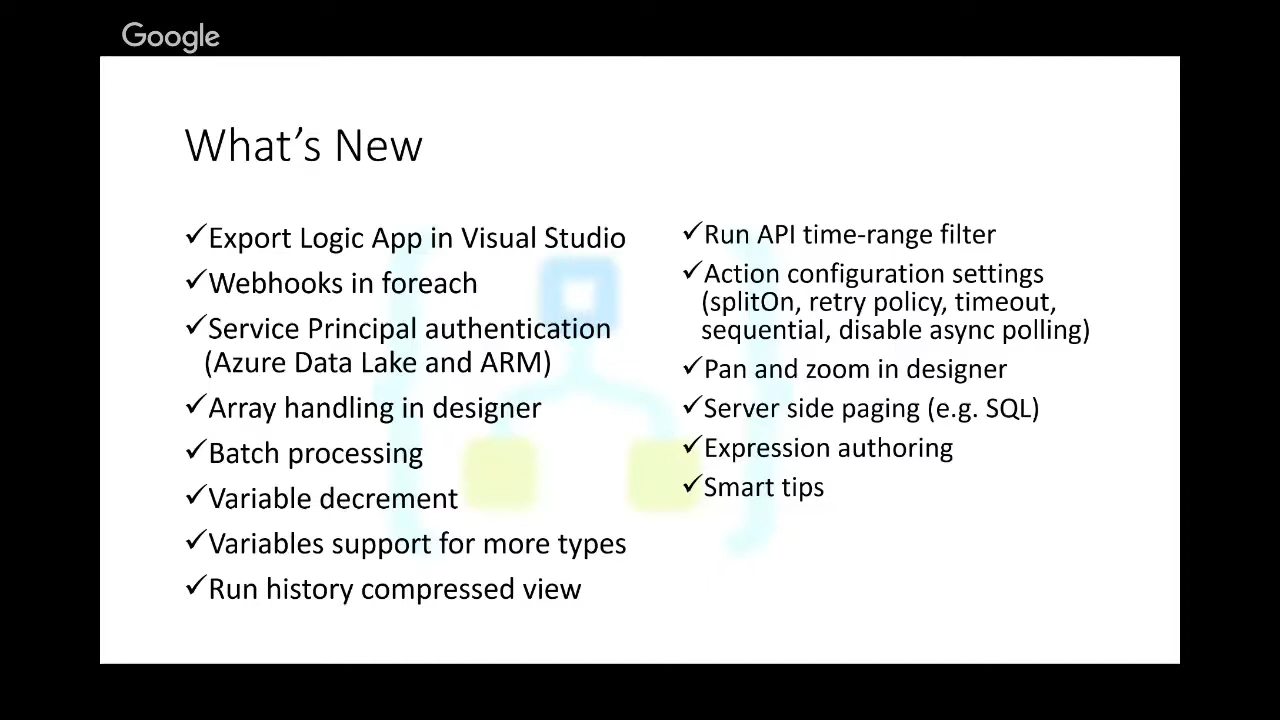 Google
What's New
✓Export Logic App in Visual Studio
✓Webhooks in foreach
✓Service Principal authentication
(Azure Data Lake and ARM)
✓Array handling in designer
✓Batch processing
✓Variable decrement
✓Variables support for more types
✓Run history compressed view
✓Run API time-range filter
✓Action configuration settings
(splitOn, retry policy, timeout,
sequential, disable async polling)
✓Pan and zoom in designer
✓Server side paging (e.g. SQL)
✓Expression authoring
✓Smart tips